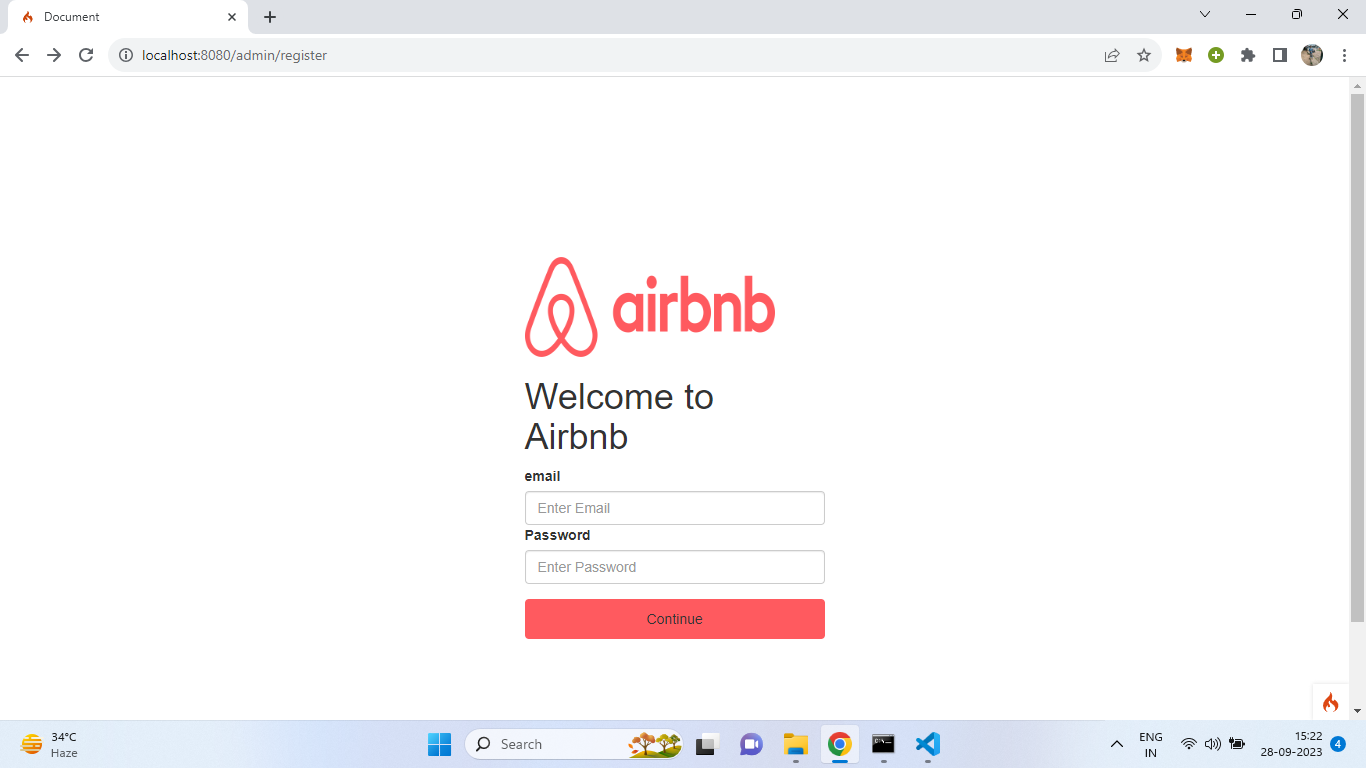 Document
localhost:8080/admin/register
airbnb
Welcome to
Airbnb
email
Enter Email
Password
Enter Password
Continue
34°C
Haze
Search
ENG
IN
15:22
28-09-2023
4